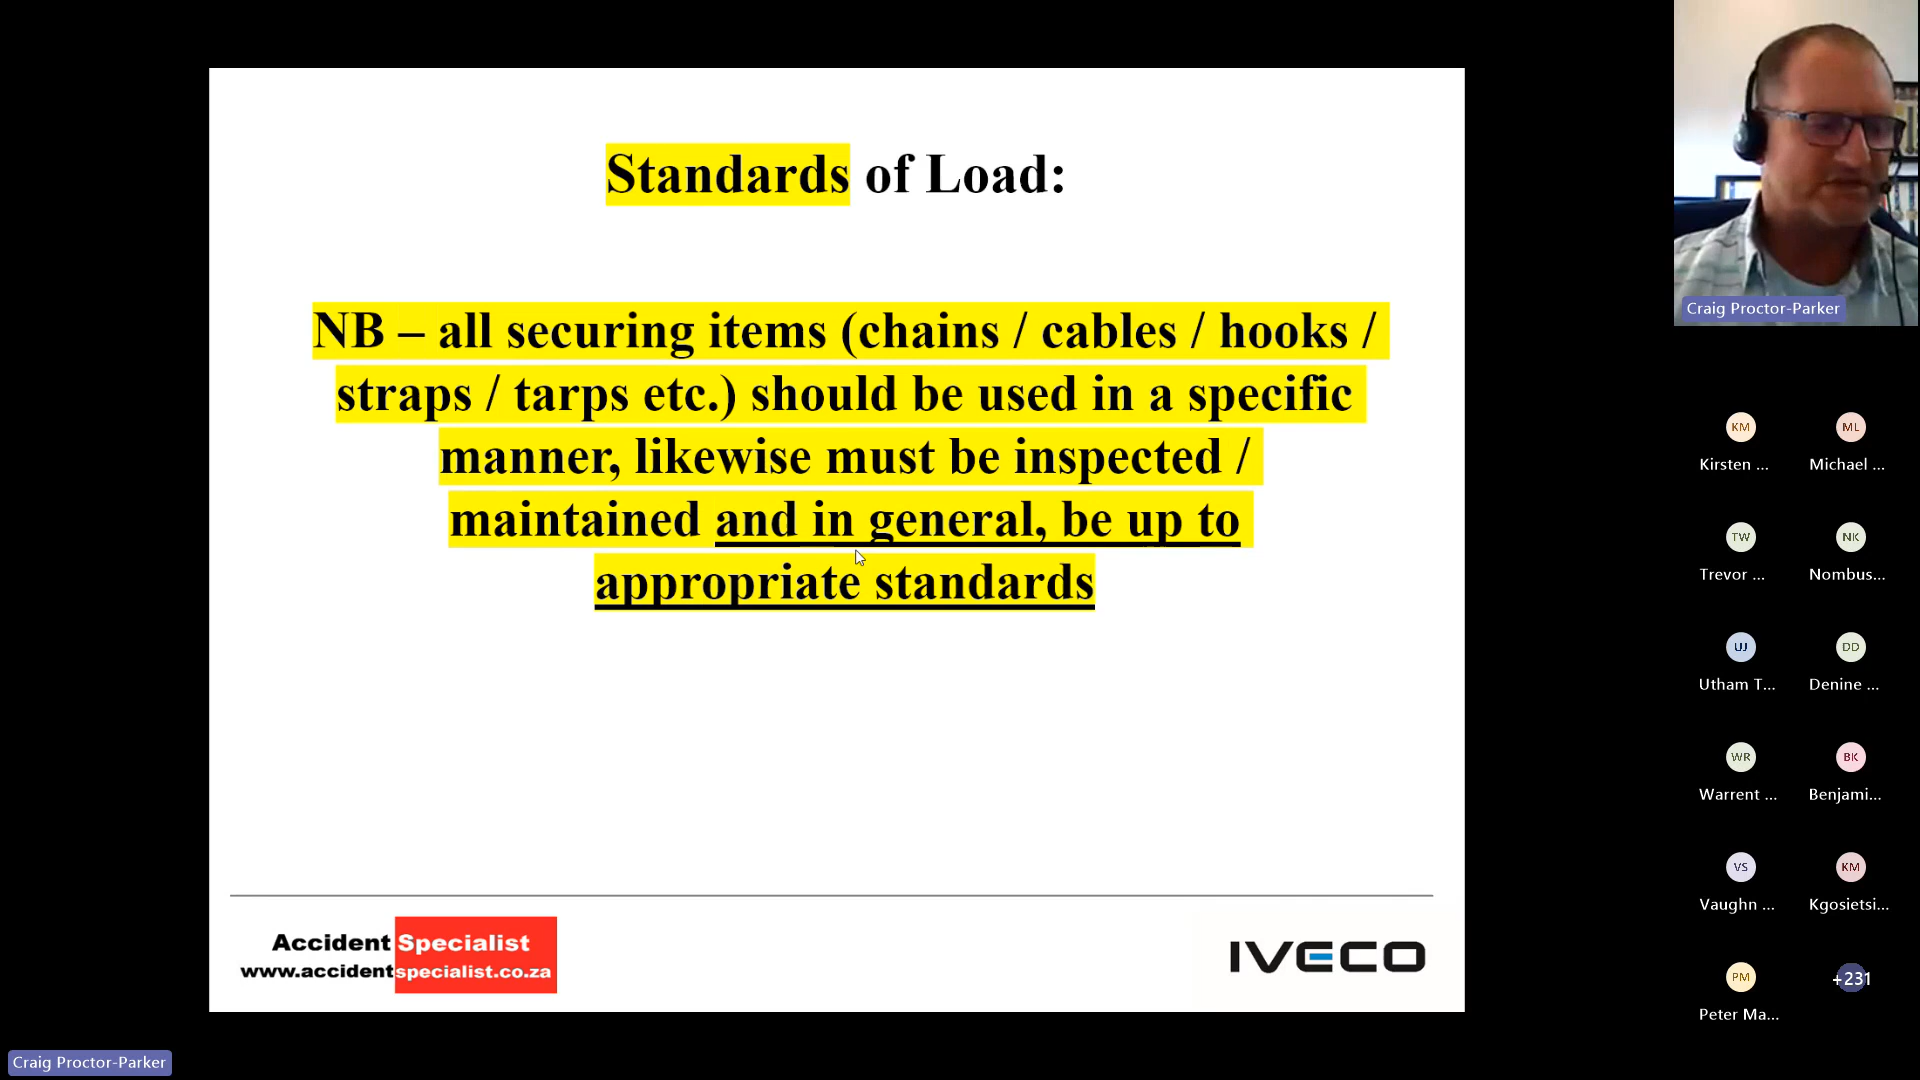 Standards of Load:
NB – all securing items (chains / cables / hooks /
straps / tarps etc.) should be used in a specific
manner, likewise must be inspected /
maintained and in general, be up to
appropriate standards
Accident Specialist
www.accidentspecialist.co.za
IVECO
Craig Proctor-Parker
Craig Proctor-Parker
KM
ML
Kirsten ...
Michael ...
TW
NK
Trevor ...
Nombus...
UJ
DD
Utham T...
Denine ...
WR
BK
Warrent ...
Benjami...
VS
KM
Vaughn ...
Kgosietsi...
PM
+231
Peter Ma...